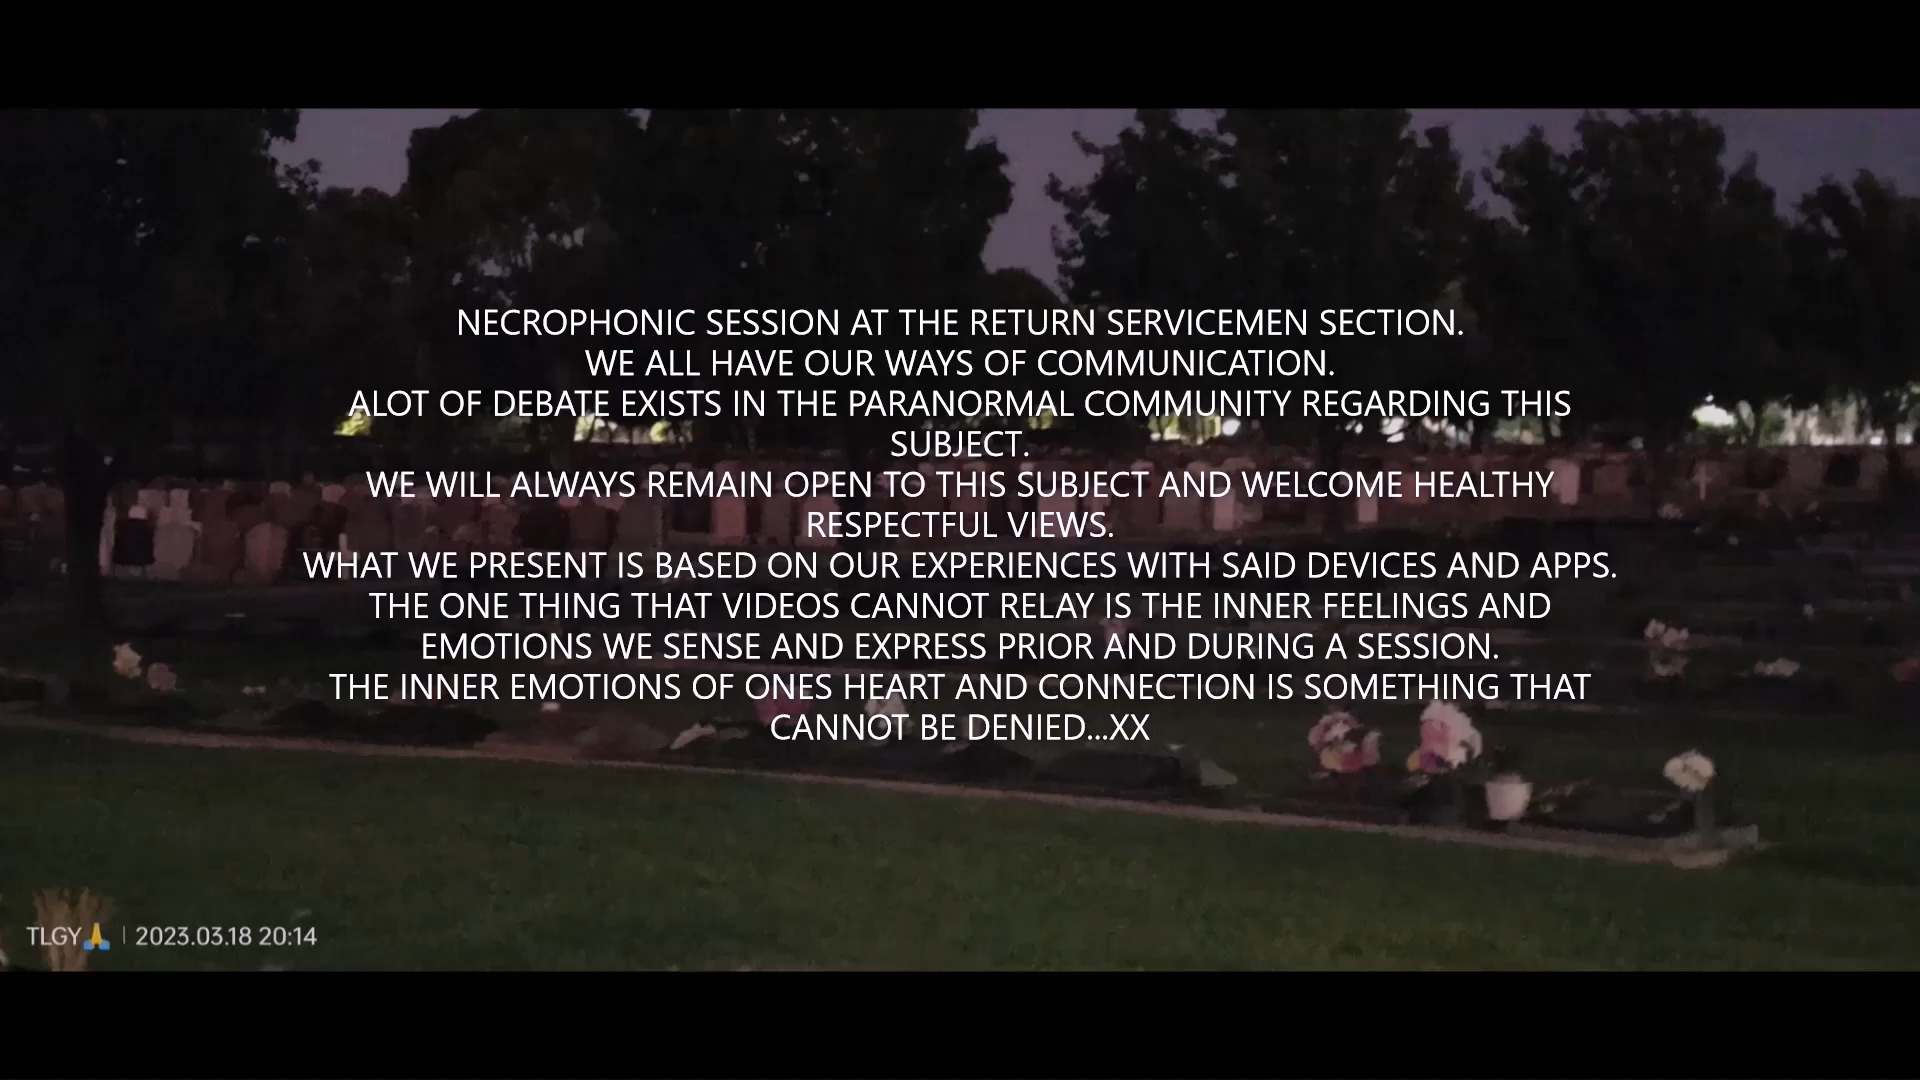 NECROPHONIC SESSION AT THE RETURN SERVICEMEN SECTION.
WE ALL HAVE OUR WAYS OF COMMUNICATION.
ALOT OF DEBATE EXISTS IN THE PARANORMAL COMMUNITY REGARDING THIS
SUBJECT.
WE WILL ALWAYS REMAIN OPEN TO THIS SUBJECT AND WELCOME HEALTHY
RESPECTFUL VIEWS.
WHAT WE PRESENT IS BASED ON OUR EXPERIENCES WITH SAID DEVICES AND APPS.
THE ONE THING THAT VIDEOS CANNOT RELAY IS THE INNER FEELINGS AND
EMOTIONS WE SENSE AND EXPRESS PRIOR AND DURING A SESSION.
THE INNER EMOTIONS OF ONES HEART AND CONNECTION IS SOMETHING THAT
CANNOT BE DENIED...XX
TLGY🙏 | 2023.03.18 20:14